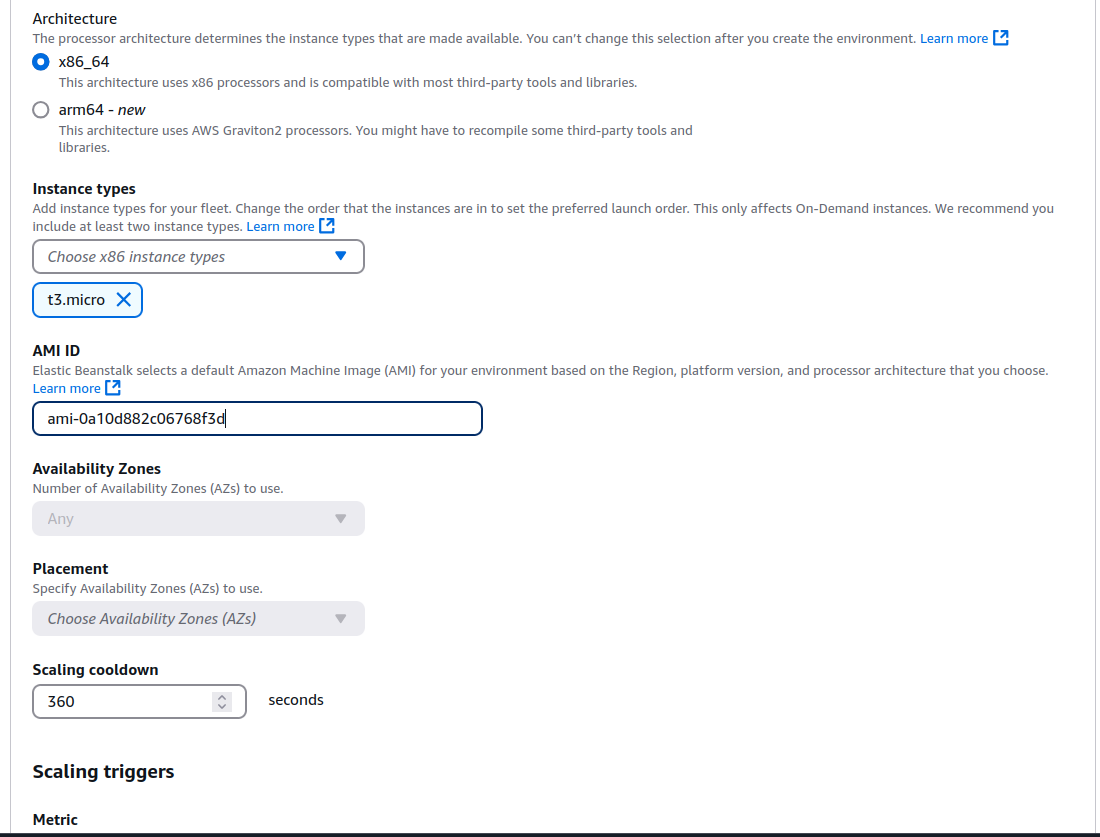 Architecture
The processor architecture determines the instance types that are made available. You can't change this selection after you create the environment. Learn more
x86_64
This architecture uses x86 processors and is compatible with most third-party tools and libraries.
arm64 - new
This architecture uses AWS Graviton2 processors. You might have to recompile some third-party tools and
libraries.
Instance types
Add instance types for your fleet. Change the order that the instances are in to set the preferred launch order. This only affects On-Demand instances. We recommend you
include at least two instance types. Learn more
Choose x86 instance types
t3.micro
AMI ID
Elastic Beanstalk selects a default Amazon Machine Image (AMI) for your environment based on the Region, platform version, and processor architecture that you choose.
Learn more
ami-0a10d882c06768f3d
Availability Zones
Number of Availability Zones (AZs) to use.
Any
Placement
Specify Availability Zones (AZs) to use.
Choose Availability Zones (AZs)
Scaling cooldown
360 seconds
Scaling triggers
Metric